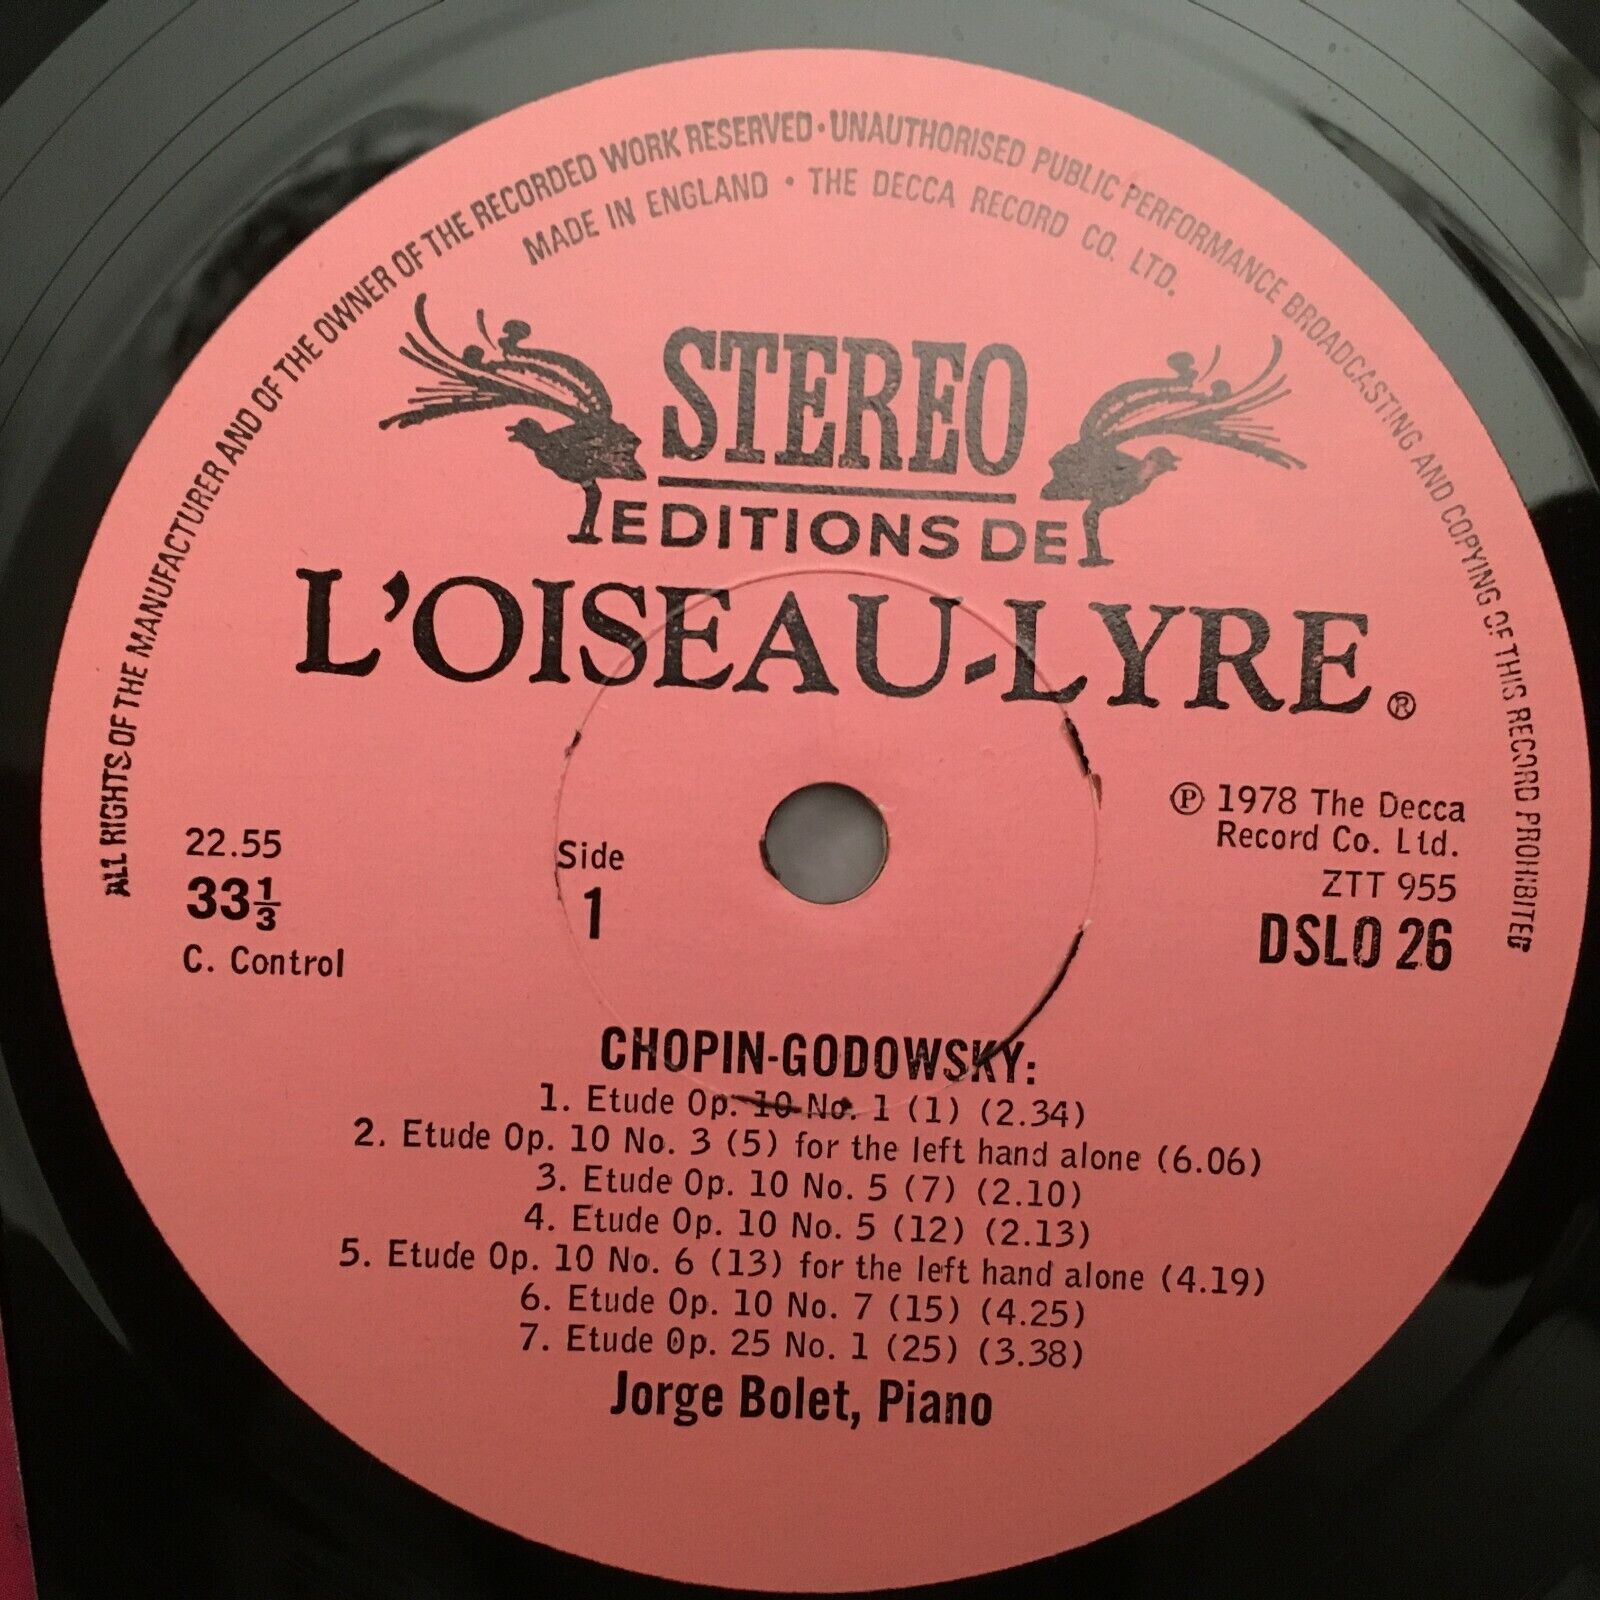 ALL RIGHTS OF THE MANUFACTURER AND OF THE OWNER OF THE RECORDED WORK RESERVED · UNAUTHORISED PUBLIC PERFORMANCE BROADCASTING AND COPYING OF THIS RECORD PROHIBITED
MADE IN ENGLAND · THE DECCA RECORD CO. LTD.
STEREO
EDITIONS DE
L'OISEAU-LYRE ®
22.55
33⅓
C. Control
Side
1
℗ 1978 The Decca
Record Co. Ltd.
ZTT 955
DSLO 26
CHOPIN-GODOWSKY:
1. Etude Op. 10 No. 1 (1) (2.34)
2. Etude Op. 10 No. 3 (5) for the left hand alone (6.06)
3. Etude Op. 10 No. 5 (7) (2.10)
4. Etude Op. 10 No. 5 (12) (2.13)
5. Etude Op. 10 No. 6 (13) for the left hand alone (4.19)
6. Etude Op. 10 No. 7 (15) (4.25)
7. Etude Op. 25 No. 1 (25) (3.38)
Jorge Bolet, Piano